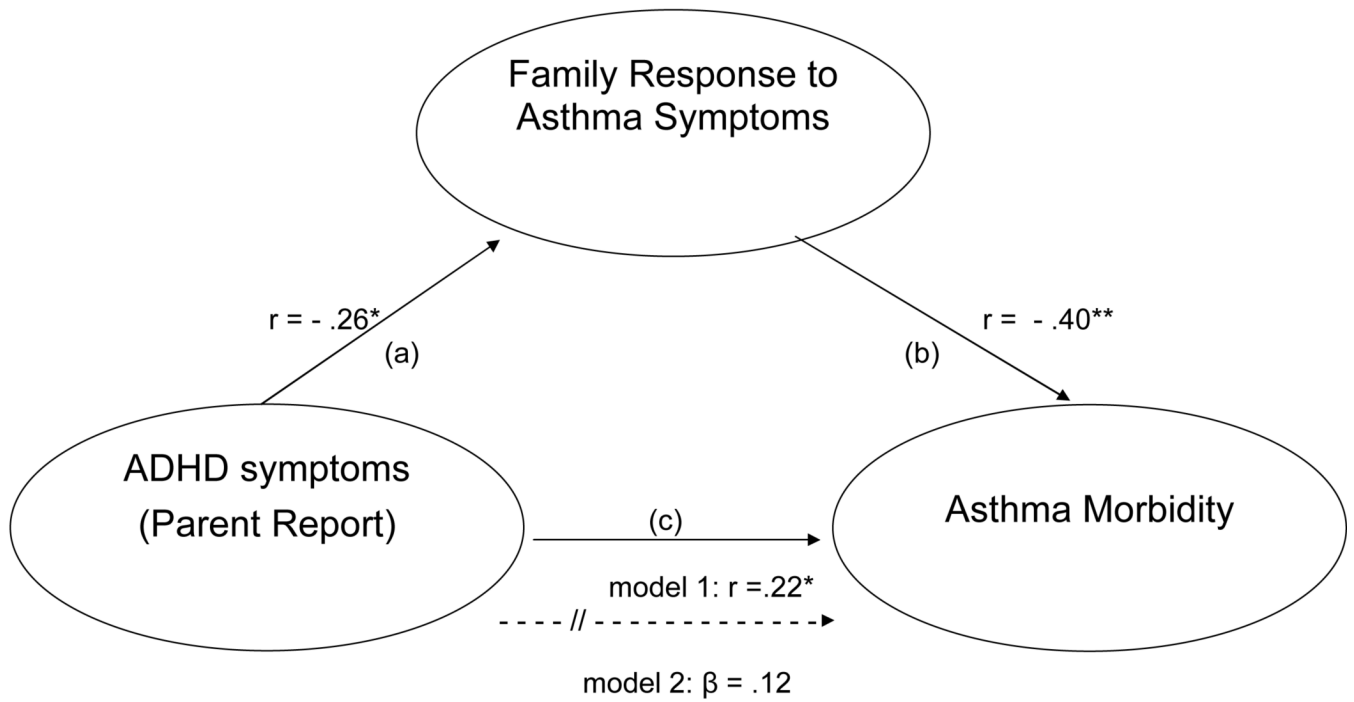 Family Response to
Asthma Symptoms
r = - .26*
(a)
r =  - .40**
(b)
ADHD symptoms
(Parent Report)
Asthma Morbidity
(c)
model 1: r =.22*
//
model 2: β = .12